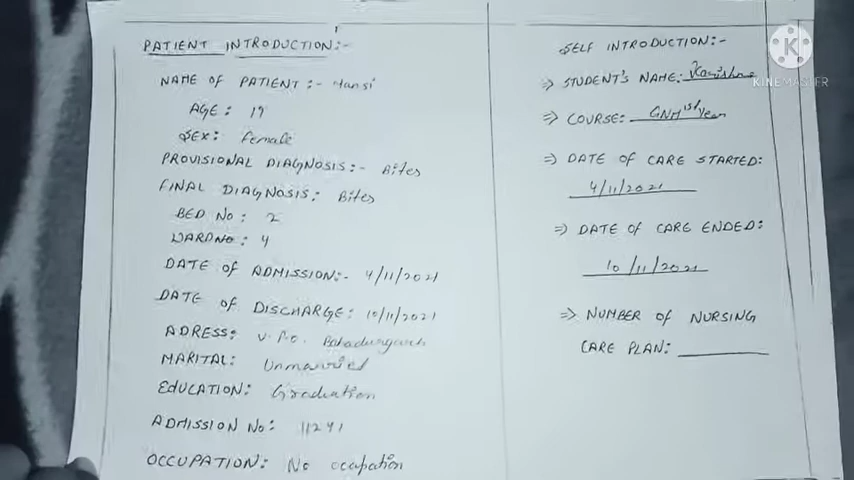 PATIENT INTRODUCTION:-
NAME OF PATIENT:- Mansi
AGE: 19
SEX: female
PROVISIONAL DIAGNOSIS:- Bites
FINAL DIAGNOSIS: Bites
BED NO: 2
WARD NO: 4
DATE OF ADMISSION:- 4/11/2021
DATE OF DISCHARGE: 10/11/2021
ADRESS: V.P.O. Bahadurgarh
MARITAL: Unmarried
EDUCATION: Graduation
ADMISSION NO: 11241
OCCUPATION: No ocupation
SELF INTRODUCTION:-
⇒ STUDENT'S NAME:
⇒ COURSE: GNM 1st year
⇒ DATE OF CARE STARTED:
4/11/2021
⇒ DATE OF CARE ENDED:
10/11/2021
⇒ NUMBER OF NURSING
CARE PLAN:
K
KINEMASTER